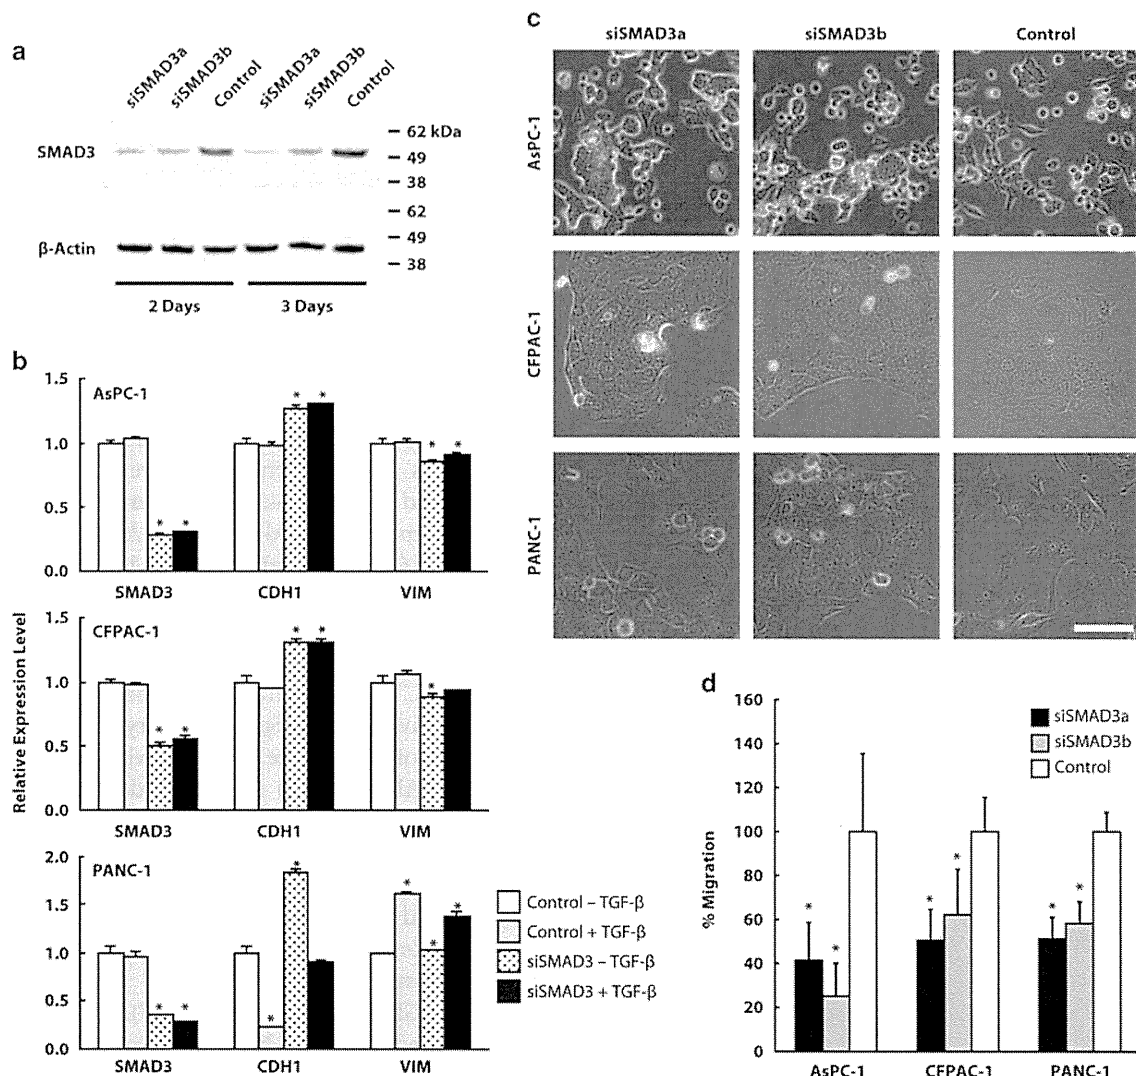 a
siSMAD3a
siSMAD3b
Control
siSMAD3a
siSMAD3b
Control
SMAD3
62 kDa
49
38
62
β-Actin
49
38
2 Days
3 Days
b
Relative Expression Level
AsPC-1
1.5
1.0
0.5
0.0
* *
* *
* *
SMAD3 CDH1 VIM
CFPAC-1
1.5
1.0
0.5
0.0
* *
* *
*
SMAD3 CDH1 VIM
PANC-1
2.0
1.5
1.0
0.5
0.0
* *
* *
* * *
SMAD3 CDH1 VIM
Control – TGF-β
Control + TGF-β
siSMAD3 – TGF-β
siSMAD3 + TGF-β
c
siSMAD3a siSMAD3b Control
AsPC-1
CFPAC-1
PANC-1
d
% Migration
160
140
120
100
80
60
40
20
0
siSMAD3a
siSMAD3b
Control
* *
* *
* *
AsPC-1 CFPAC-1 PANC-1